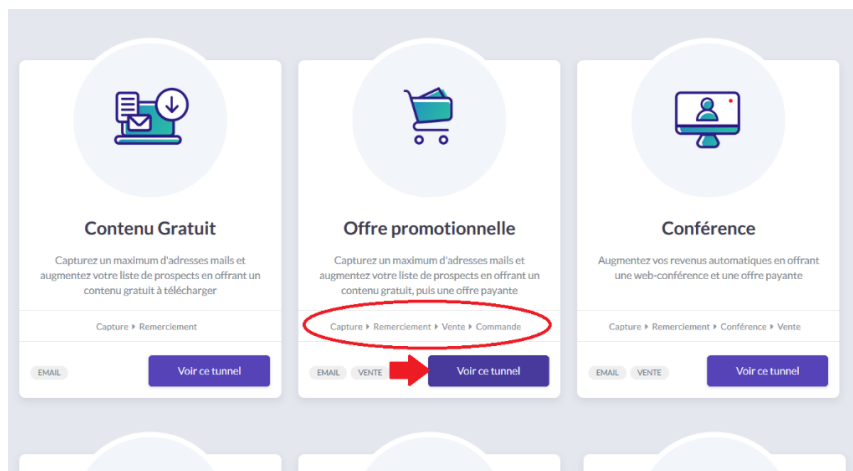 Contenu Gratuit
Capturez un maximum d'adresses mails et
augmentez votre liste de prospects en offrant un
contenu gratuit à télécharger
Capture ▸ Remerciement
EMAIL
Voir ce tunnel
Offre promotionnelle
Capturez un maximum d'adresses mails et
augmentez votre liste de prospects en offrant un
contenu gratuit, puis une offre payante
Capture ▸ Remerciement ▸ Vente ▸ Commande
EMAIL VENTE
Voir ce tunnel
Conférence
Augmentez vos revenus automatiques en offrant
une web-conférence et une offre payante
Capture ▸ Remerciement ▸ Conférence ▸ Vente
EMAIL VENTE
Voir ce tunnel